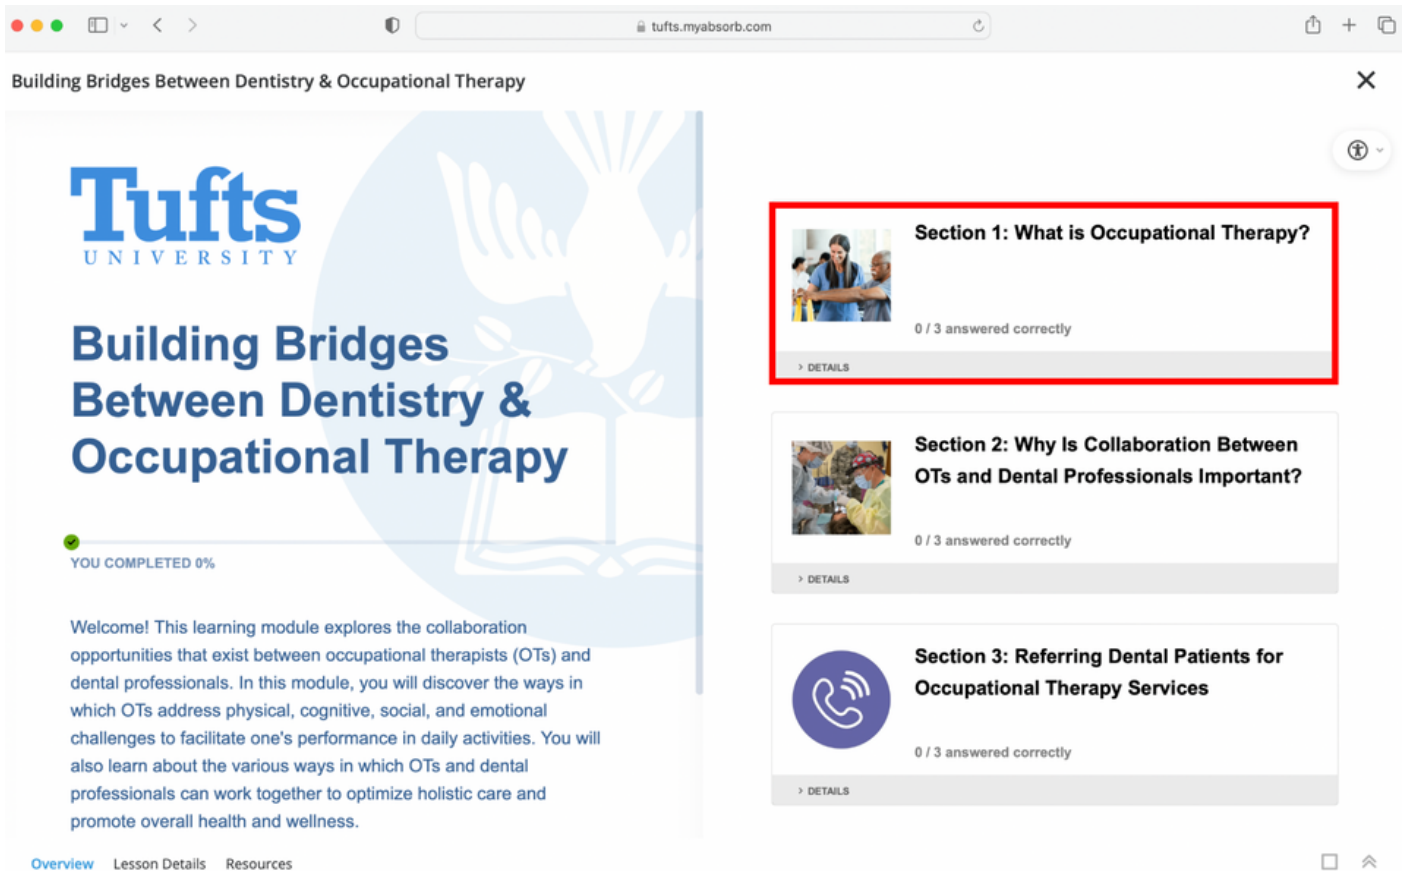 tufts.myabsorb.com
Building Bridges Between Dentistry & Occupational Therapy
Tufts
UNIVERSITY
Building Bridges
Between Dentistry &
Occupational Therapy
YOU COMPLETED 0%
Welcome! This learning module explores the collaboration
opportunities that exist between occupational therapists (OTs) and
dental professionals. In this module, you will discover the ways in
which OTs address physical, cognitive, social, and emotional
challenges to facilitate one's performance in daily activities. You will
also learn about the various ways in which OTs and dental
professionals can work together to optimize holistic care and
promote overall health and wellness.
Section 1: What is Occupational Therapy?
0 / 3 answered correctly
> DETAILS
Section 2: Why Is Collaboration Between
OTs and Dental Professionals Important?
0 / 3 answered correctly
> DETAILS
Section 3: Referring Dental Patients for
Occupational Therapy Services
0 / 3 answered correctly
> DETAILS
Overview Lesson Details Resources